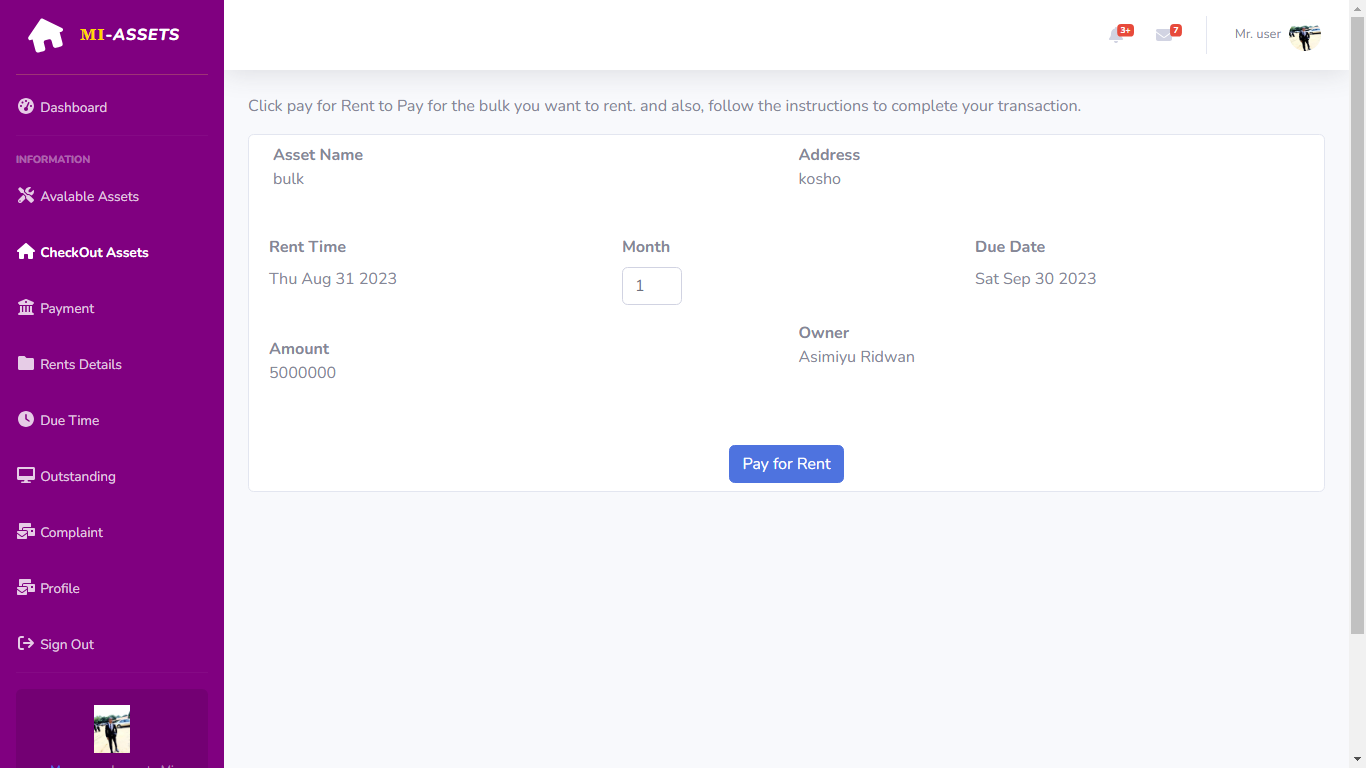 MI-ASSETS
3+
7
Mr. user
Dashboard
INFORMATION
Avalable Assets
CheckOut Assets
Payment
Rents Details
Due Time
Outstanding
Complaint
Profile
Sign Out
Click pay for Rent to Pay for the bulk you want to rent. and also, follow the instructions to complete your transaction.
Asset Name
bulk
Address
kosho
Rent Time
Thu Aug 31 2023
Month
1
Due Date
Sat Sep 30 2023
Amount
5000000
Owner
Asimiyu Ridwan
Pay for Rent